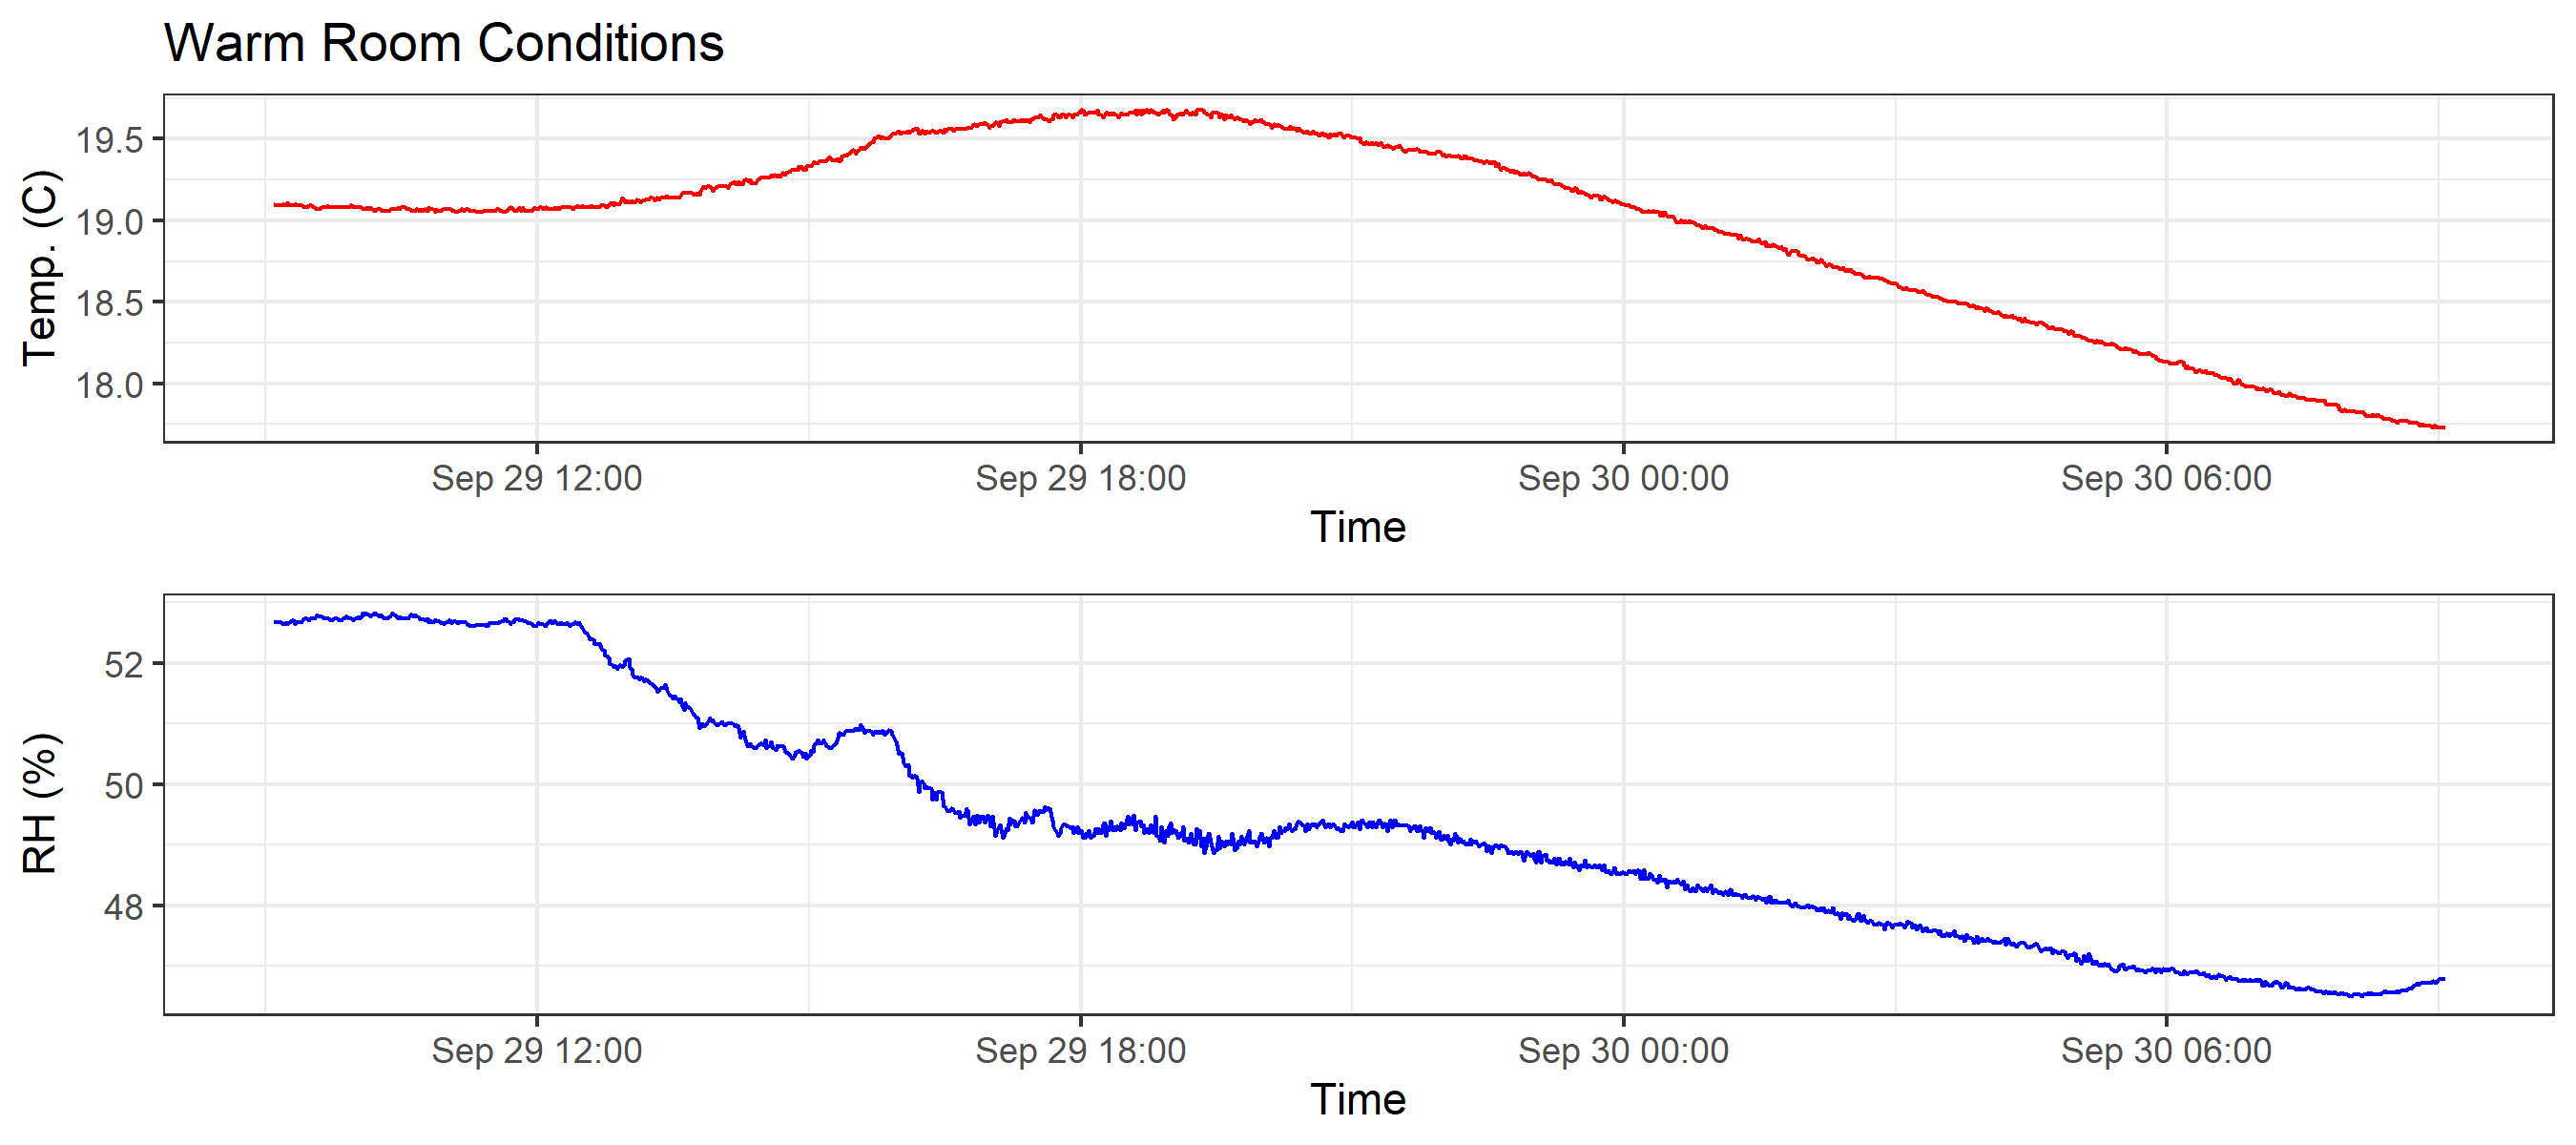 Warm Room Conditions
Temp. (C)
19.5
19.0
18.5
18.0
Sep 29 12:00 Sep 29 18:00 Sep 30 00:00 Sep 30 06:00
Time
RH (%)
52
50
48
Sep 29 12:00 Sep 29 18:00 Sep 30 00:00 Sep 30 06:00
Time